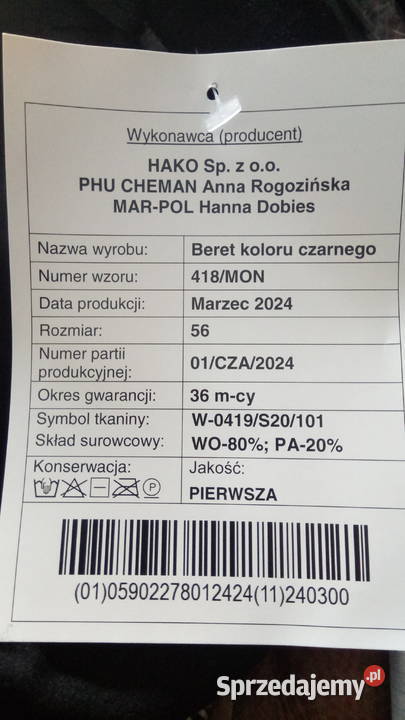 Wykonawca (producent)
HAKO Sp. z o.o.
PHU CHEMAN Anna Rogozińska
MAR-POL Hanna Dobies
Nazwa wyrobu: Beret koloru czarnego
Numer wzoru: 418/MON
Data produkcji: Marzec 2024
Rozmiar: 56
Numer partii
produkcyjnej: 01/CZA/2024
Okres gwarancji: 36 m-cy
Symbol tkaniny: W-0419/S20/101
Skład surowcowy: WO-80%; PA-20%
Konserwacja: Jakość:
P PIERWSZA
(01)05902278012424(11)240300
Sprzedajemy.pl